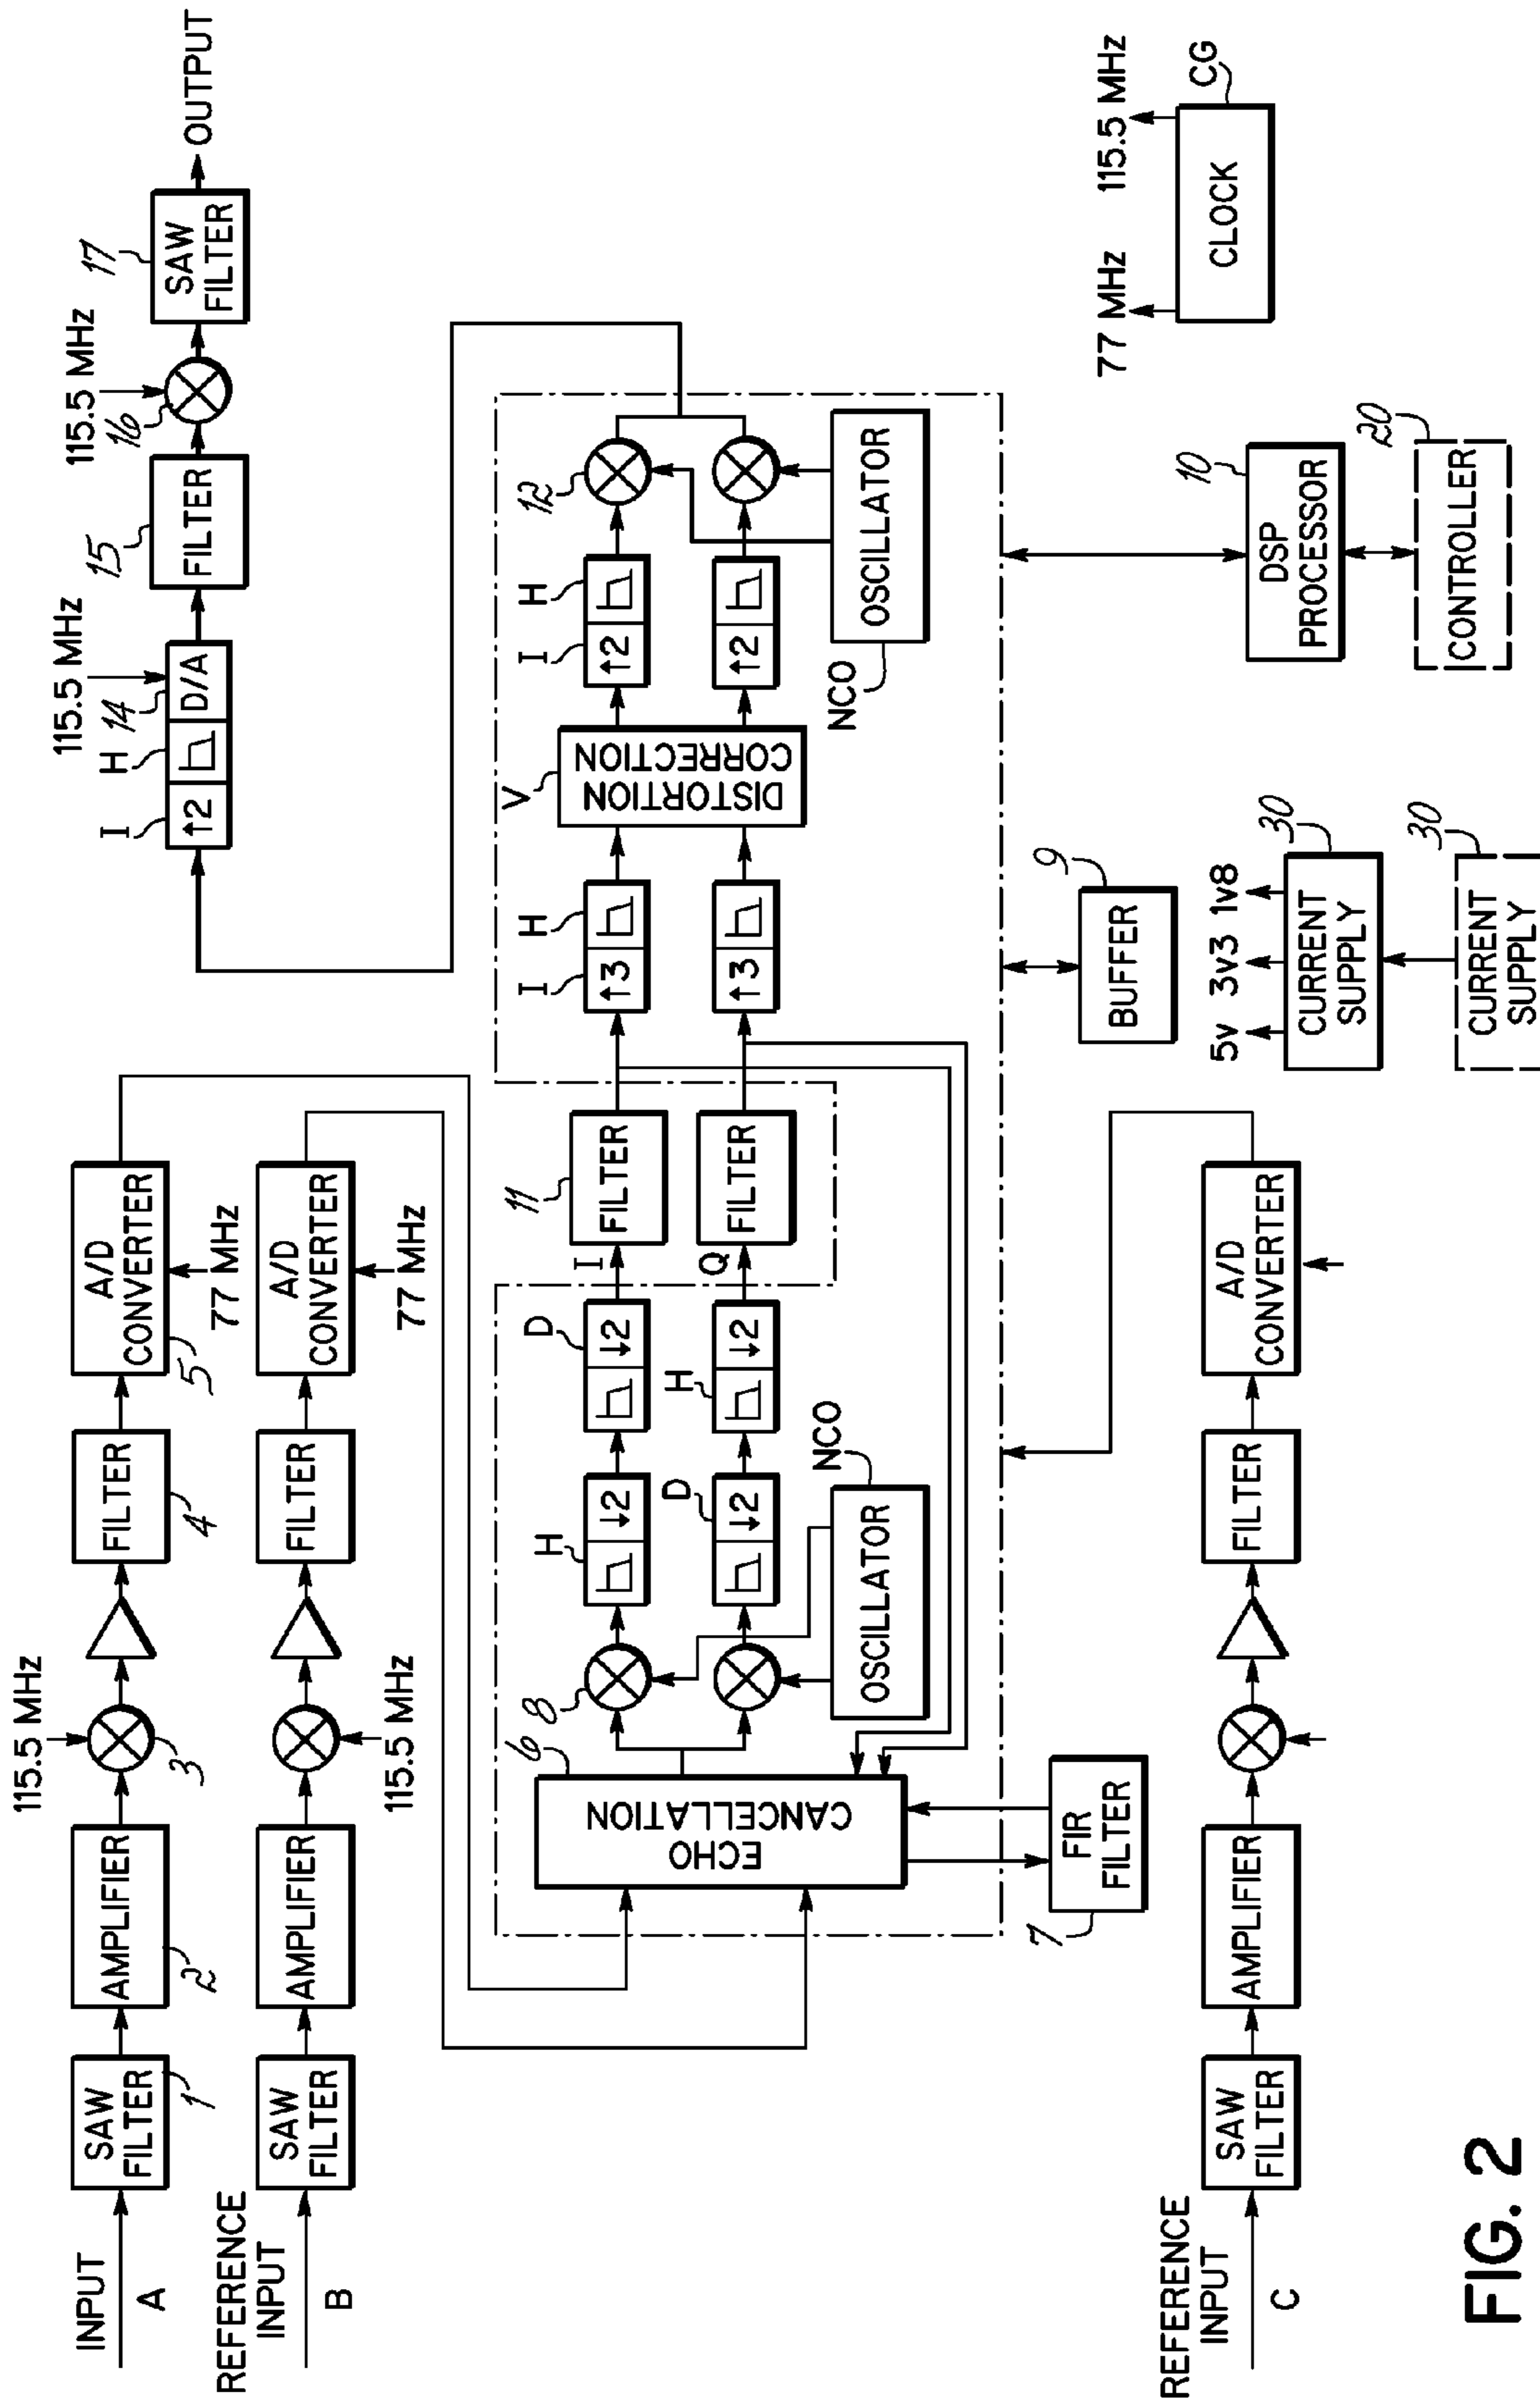 INPUT
A
SAW
FILTER
1
AMPLIFIER
2
115.5 MHz
3
FILTER
4
A/D
CONVERTER
5
77 MHz
REFERENCE
INPUT
B
SAW
FILTER
AMPLIFIER
115.5 MHz
FILTER
A/D
CONVERTER
77 MHz
I
↑2
H
14
D/A
115.5 MHz
15
FILTER
115.5 MHz
16
17
SAW
FILTER
OUTPUT
ECHO
CANCELLATION
6
8
H
↓2
D
↓2
I
11
FILTER
D
↓2
H
↓2
Q
FILTER
OSCILLATOR
NCO
I
↑3
H
↑3
V
DISTORTION
CORRECTION
I
↑2
H
↑2
12
NCO
OSCILLATOR
7
FIR
FILTER
BUFFER
9
DSP
PROCESSOR
10
CONTROLLER
20
77 MHz
115.5 MHz
CLOCK
CG
5v 3v3 1v8
CURRENT
SUPPLY
30
CURRENT
SUPPLY
30
REFERENCE
INPUT
C
SAW
FILTER
AMPLIFIER
FILTER
A/D
CONVERTER
FIG. 2